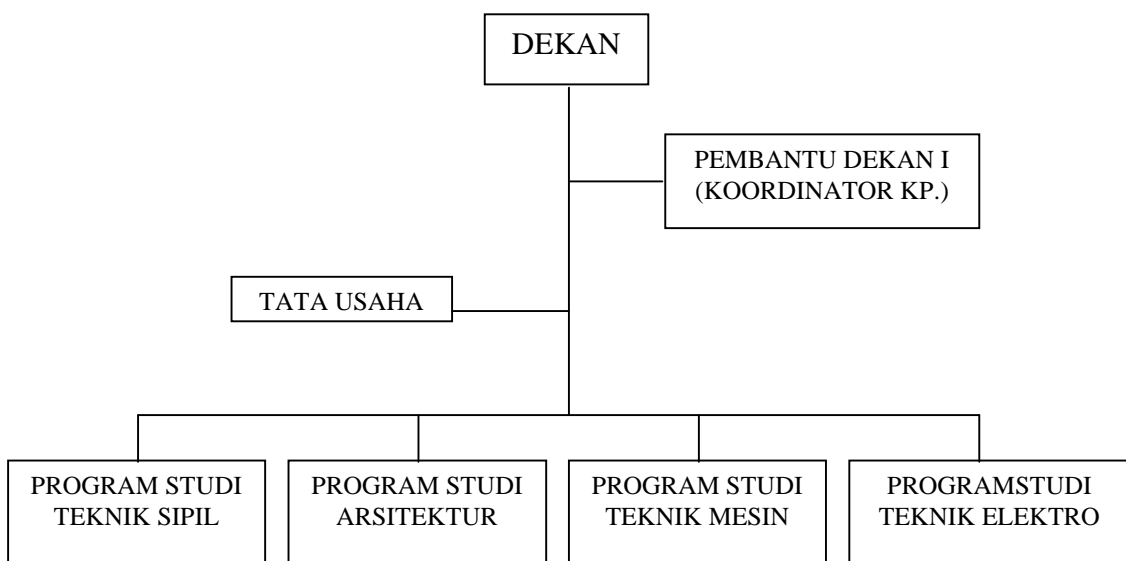 DEKAN
PEMBANTU DEKAN I
(KOORDINATOR KP.)
TATA USAHA
PROGRAM STUDI
TEKNIK SIPIL
PROGRAM STUDI
ARSITEKTUR
PROGRAM STUDI
TEKNIK MESIN
PROGRAMSTUDI
TEKNIK ELEKTRO